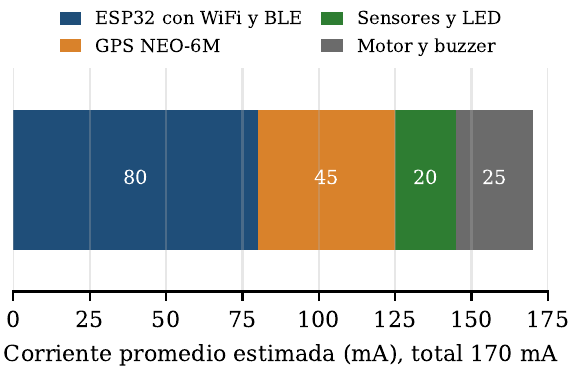 ESP32 con WiFi y BLE
Sensores y LED
GPS NEO-6M
Motor y buzzer
80
45
20
25
0 25 50 75 100 125 150 175
Corriente promedio estimada (mA), total 170 mA